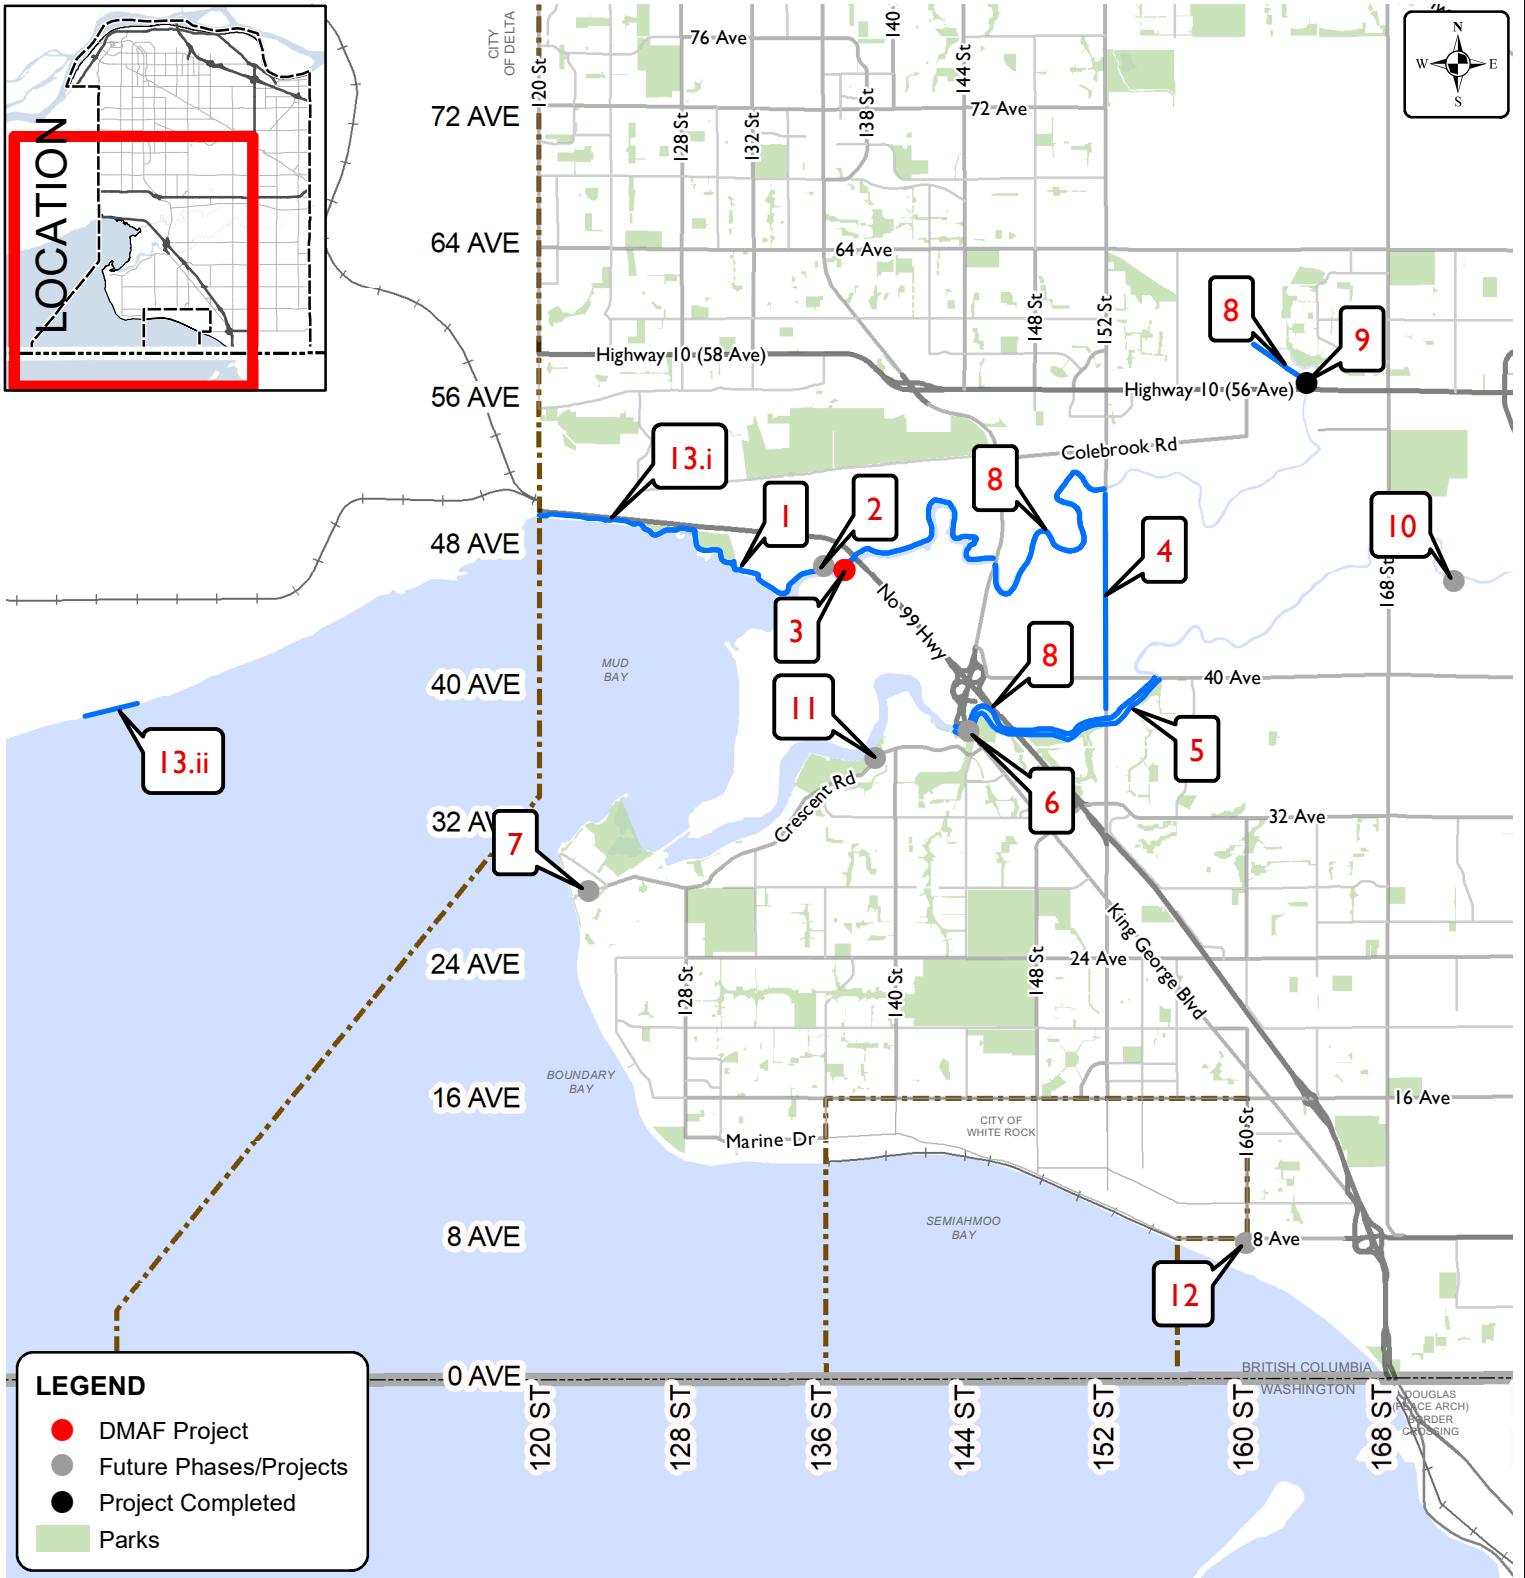 LOCATION
CITY
OF DELTA
N
W
E
S
76 Ave
140
144 St
120 St
138 St
72 AVE
72 Ave
128 St
132 St
64 AVE
64 Ave
148 St
152 St
8
9
Highway 10 (58 Ave)
Highway 10 (56 Ave)
56 AVE
Colebrook Rd
13.i
8
1
2
10
48 AVE
4
168 St
3
No 99 Hwy
8
MUD
BAY
40 AVE
40 Ave
11
13.ii
5
6
Crescent Rd
32 AV
32 Ave
7
King George Blvd
24 AVE
24 Ave
128 St
140 St
148 St
BOUNDARY
BAY
16 AVE
16 Ave
CITY OF
WHITE ROCK
160 St
Marine Dr
SEMIAHMOO
BAY
8 AVE
8 Ave
12
BRITISH COLUMBIA
0 AVE
WASHINGTON
DOUGLAS
(PEACE ARCH)
BORDER
CROSSING
120 ST
128 ST
136 ST
144 ST
152 ST
160 ST
168 ST
LEGEND
DMAF Project
Future Phases/Projects
Project Completed
Parks